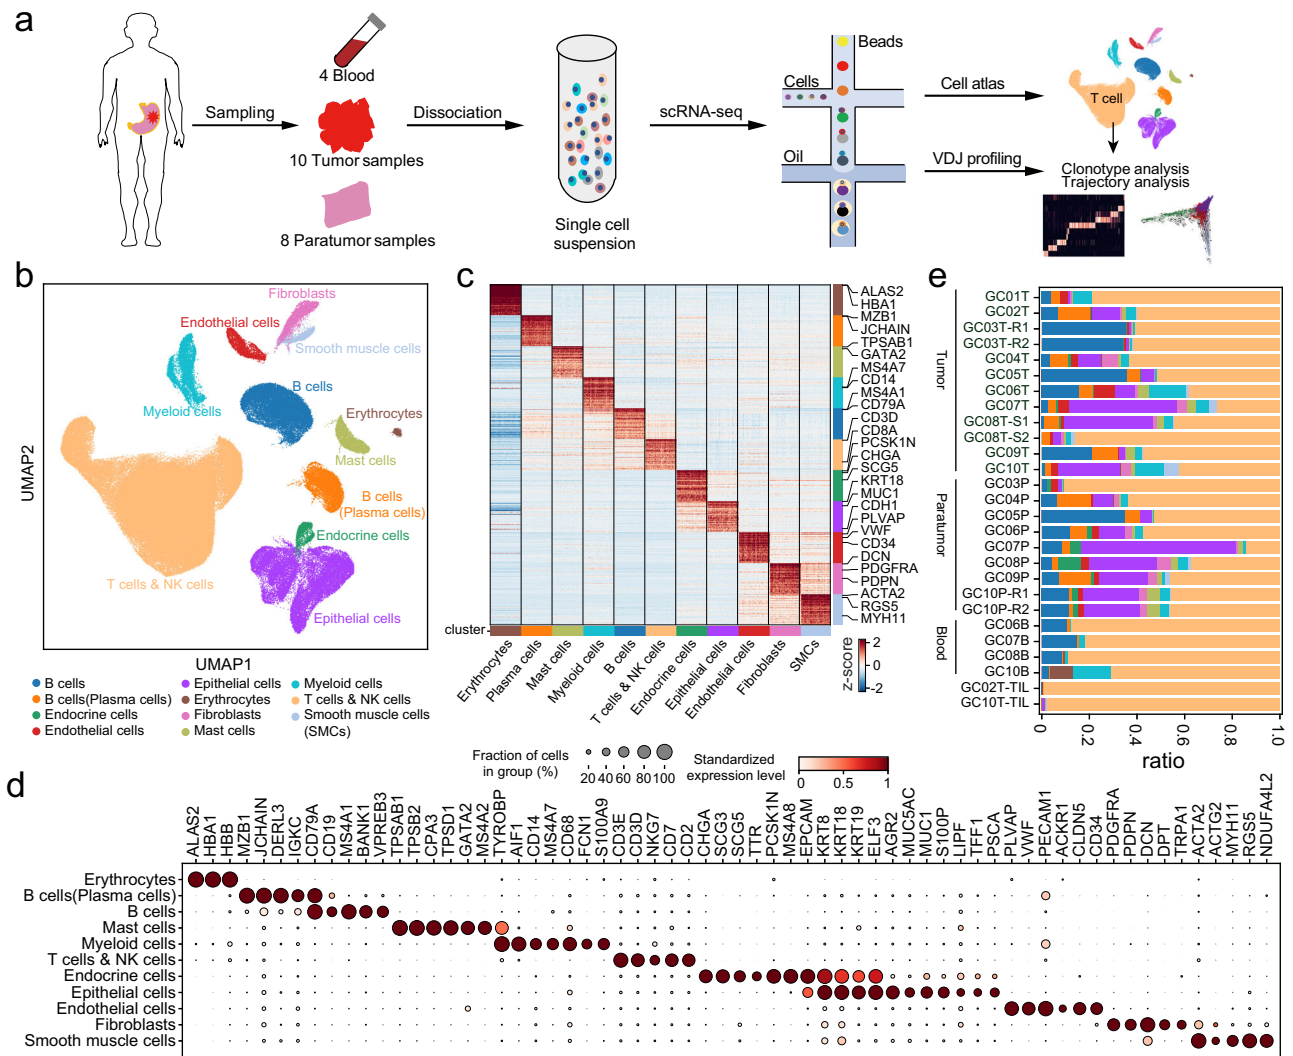 a
4 Blood
Sampling
10 Tumor samples
8 Paratumor samples
Dissociation
Single cell
suspension
scRNA-seq
Beads
Cells
Oil
Cell atlas
VDJ profiling
T cell
Clonotype analysis
Trajectory analysis
b
Fibroblasts
Endothelial cells
Smooth muscle cells
Myeloid cells
B cells
Erythrocytes
Mast cells
B cells
(Plasma cells)
Endocrine cells
T cells & NK cells
Epithelial cells
UMAP2
UMAP1
B cells
B cells(Plasma cells)
Endocrine cells
Endothelial cells
Epithelial cells
Erythrocytes
Fibroblasts
Mast cells
Myeloid cells
T cells & NK cells
Smooth muscle cells
(SMCs)
c
ALAS2
HBA1
MZB1
JCHAIN
TPSAB1
GATA2
MS4A7
CD14
MS4A1
CD79A
CD3D
CD8A
PCSK1N
CHGA
SCG5
KRT18
MUC1
CDH1
PLVAP
VWF
CD34
DCN
PDGFRA
PDPN
ACTA2
RGS5
MYH11
cluster
Erythrocytes
Plasma cells
Mast cells
Myeloid cells
B cells
T cells & NK cells
Endocrine cells
Epithelial cells
Endothelial cells
Fibroblasts
SMCs
z-score
2
0
-2
e
Tumor
Paratumor
Blood
GC01T
GC02T
GC03T-R1
GC03T-R2
GC04T
GC05T
GC06T
GC07T
GC08T-S1
GC08T-S2
GC09T
GC10T
GC03P
GC04P
GC05P
GC06P
GC07P
GC08P
GC09P
GC10P-R1
GC10P-R2
GC06B
GC07B
GC08B
GC10B
GC02T-TIL
GC10T-TIL
0 0.2 0.4 0.6 0.8 1.0
ratio
Fraction of cells
in group (%)
20 40 60 80 100
Standardized
expression level
0 0.5 1
d
ALAS2 HBA1 HBB MZB1 JCHAIN DERL3 IGKC CD79A CD19 MS4A1 BANK1 VPREB3 TPSAB1 TPSB2 CPA3 TPSD1 GATA2 MS4A2 TYROBP AIF1 CD14 MS4A7 CD68 FCN1 S100A9 CD3E CD3D NKG7 CD7 CD2 CHGA SCG3 SCG5 TTR PCSK1N MS4A8 EPCAM KRT8 KRT18 KRT19 ELF3 AGR2 MUC5AC MUC1 S100P LIPF TFF1 PSCA PLVAP VWF PECAM1 ACKR1 CLDN5 CD34 PDGFRA PDPN DCN DPT TRPA1 ACTA2 ACTG2 MYH11 RGS5 NDUFA4L2
Erythrocytes
B cells(Plasma cells)
B cells
Mast cells
Myeloid cells
T cells & NK cells
Endocrine cells
Epithelial cells
Endothelial cells
Fibroblasts
Smooth muscle cells